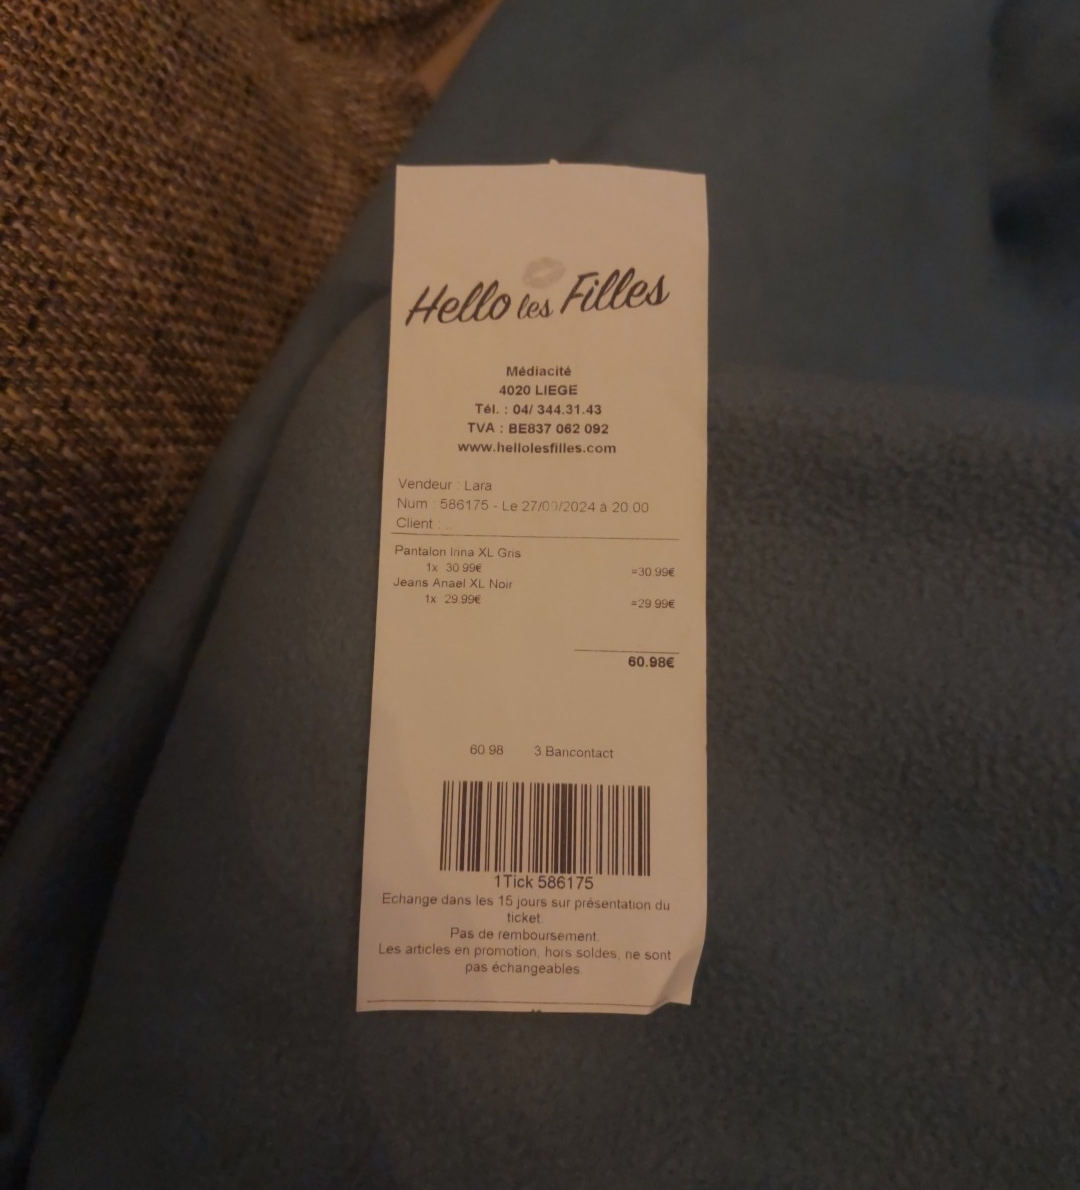 Hello les Filles
Médiacité
4020 LIEGE
Tél. : 04/ 344.31.43
TVA : BE837 062 092
www.hellolesfilles.com
Vendeur : Lara
Num : 586175 - Le à 20:00
Client : ..
Pantalon Irina XL Gris
1x 30.99€ =30.99€
Jeans Anael XL Noir
1x 29.99€ =29.99€
60.98€
60.98 3 Bancontact
1Tick 586175
Echange dans les 15 jours sur présentation du
ticket.
Pas de remboursement.
Les articles en promotion, hors soldes, ne sont
pas échangeables.